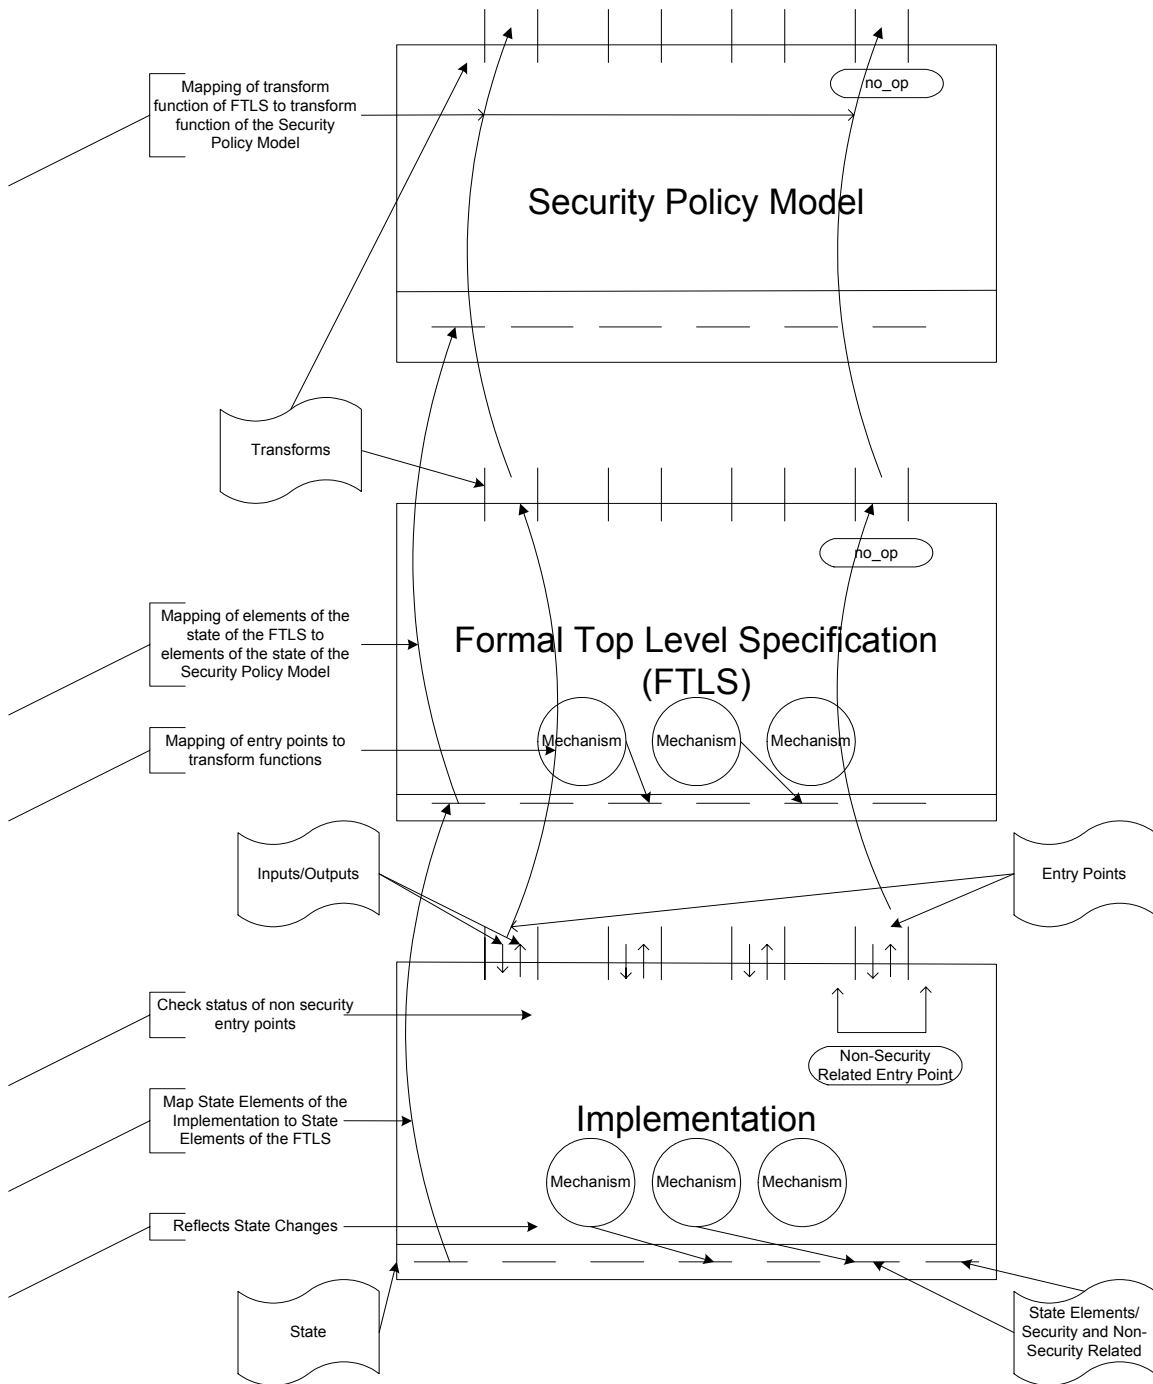 Mapping of transform
function of FTLS to transform
function of the Security
Policy Model
no_op
Security Policy Model
Transforms
no_op
Mapping of elements of the
state of the FTLS to
elements of the state of the
Security Policy Model
Formal Top Level Specification
(FTLS)
Mapping of entry points to
transform functions
Mechanism
Mechanism
Mechanism
Inputs/Outputs
Entry Points
Check status of non security
entry points
Non-Security
Related Entry Point
Map State Elements of the
Implementation to State
Elements of the FTLS
Implementation
Mechanism
Mechanism
Mechanism
Reflects State Changes
State
State Elements/
Security and Non-
Security Related